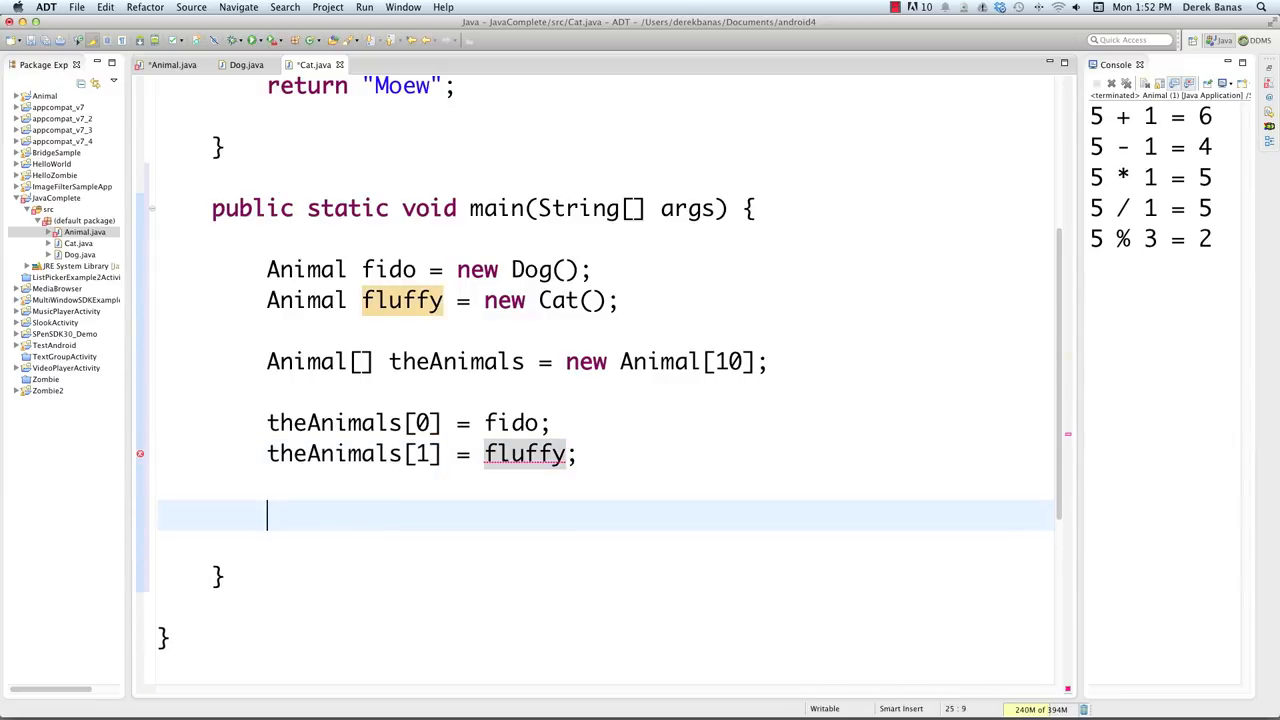 ADT File Edit Refactor Source Navigate Search Project Run Window Help 10 Mon 1:52 PM Derek Banas
Java - JavaComplete/src/Cat.java - ADT - /Users/derekbanas/Documents/android4
Quick Access Java DDMS
Package Exp
*Animal.java Dog.java *Cat.java
Console
<terminated> Animal (1) [Java Application] /S
Animal
appcompat_v7
appcompat_v7_2
appcompat_v7_3
appcompat_v7_4
BridgeSample
HelloWorld
HelloZombie
ImageFilterSampleApp
JavaComplete
src
(default package)
Animal.java
Cat.java
Dog.java
JRE System Library [Ja
ListPickerExample2Activi
MediaBrowser
MultiWindowSDKExample
MusicPlayerActivity
SlookActivity
SPenSDK30_Demo
TestAndroid
TextGroupActivity
VideoPlayerActivity
Zombie
Zombie2
return "Moew";
}
public static void main(String[] args) {
Animal fido = new Dog();
Animal fluffy = new Cat();
Animal[] theAnimals = new Animal[10];
theAnimals[0] = fido;
theAnimals[1] = fluffy;
}
}
5 + 1 = 6
5 - 1 = 4
5 * 1 = 5
5 / 1 = 5
5 % 3 = 2
Writable Smart Insert 25 : 9 240M of 394M